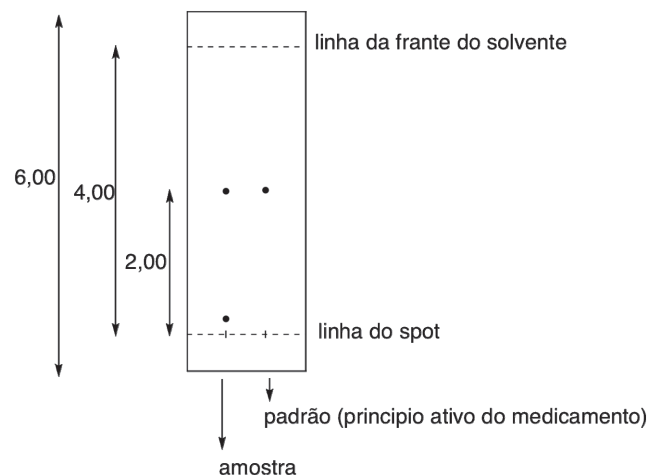 linha da frante do solvente
6,00
4,00
2,00
linha do spot
padrão (principio ativo do medicamento)
amostra